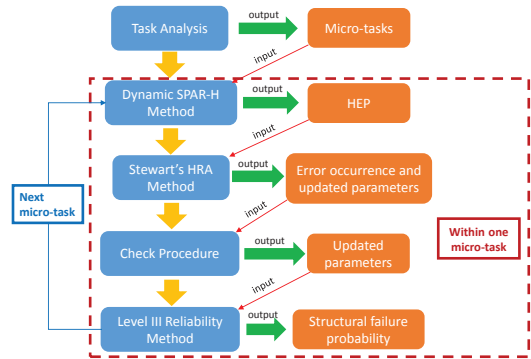 Task Analysis
output
Micro-tasks
input
Dynamic SPAR-H
Method
output
HEP
input
Stewart's HRA
Method
output
Error occurrence and
updated parameters
Next
micro-task
input
Within one
micro-task
Check Procedure
output
Updated
parameters
input
Level III Reliability
Method
output
Structural failure
probability